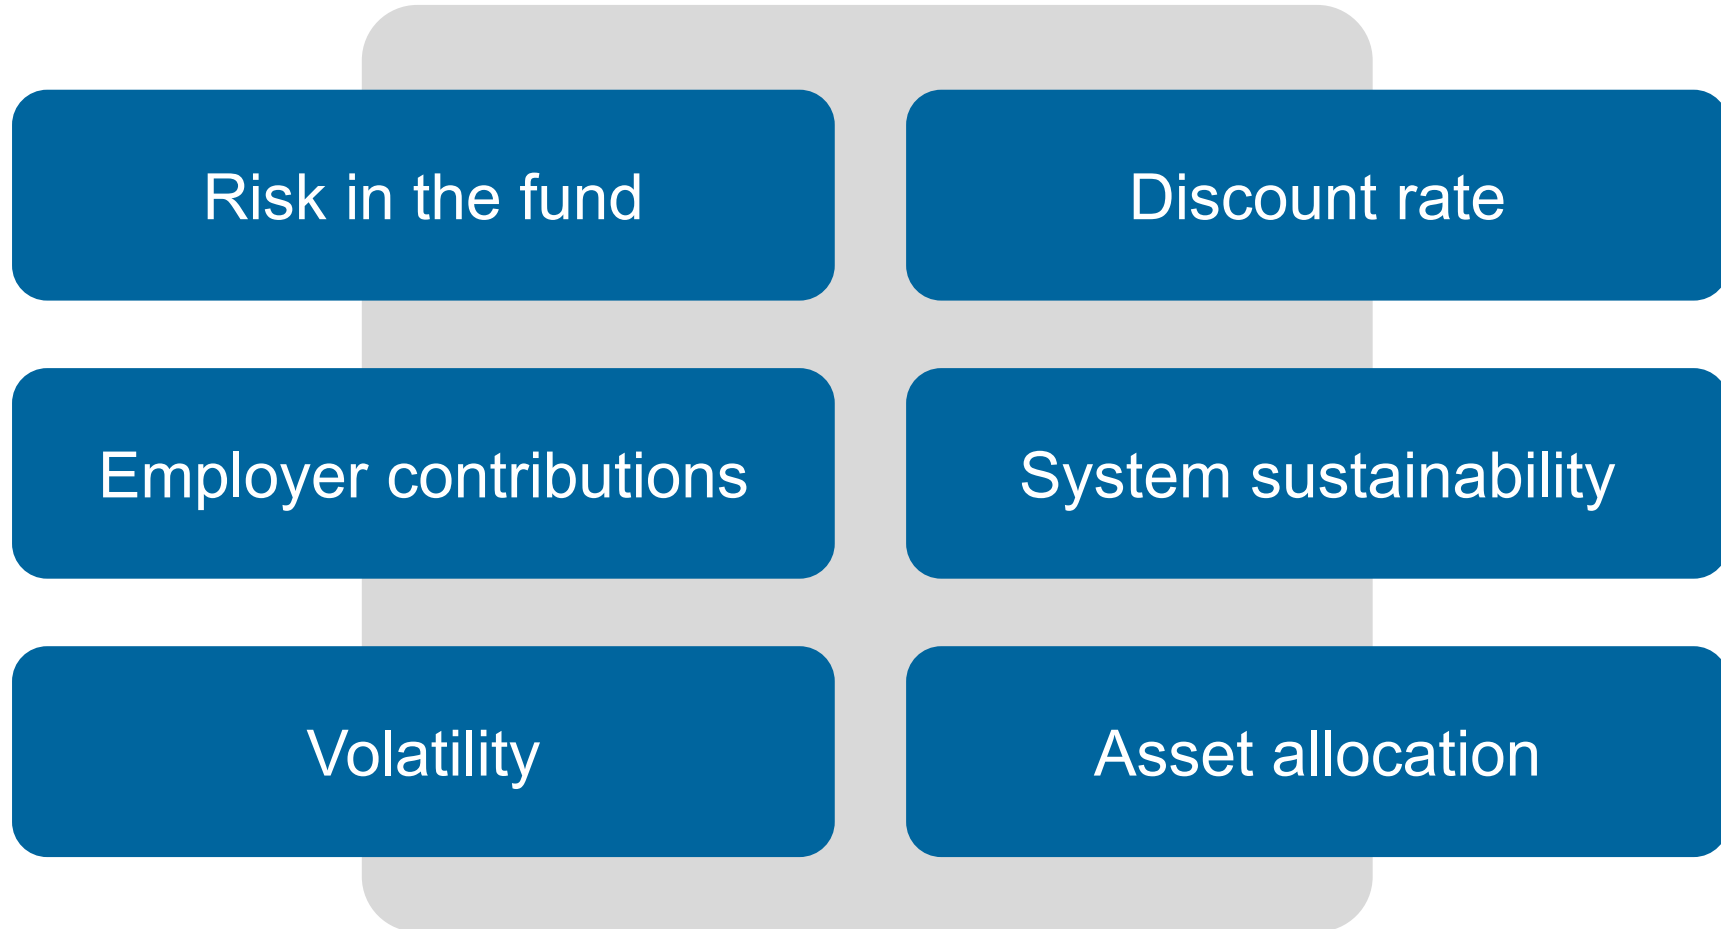 Risk in the fund
Discount rate
Employer contributions
System sustainability
Volatility
Asset allocation